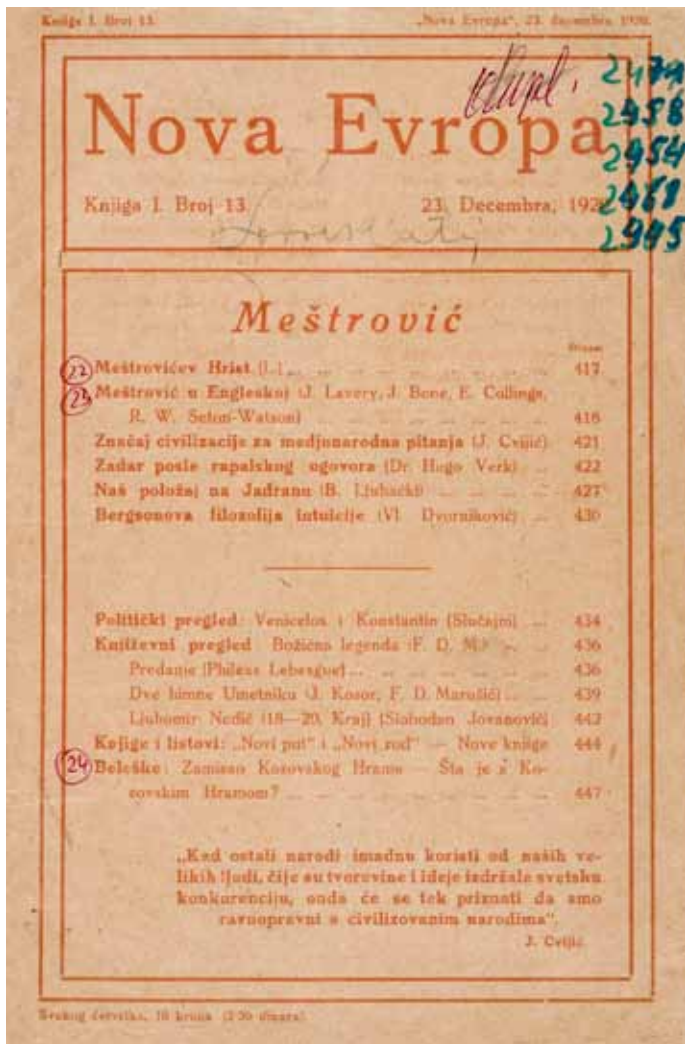 Knjiga I. Broj 13. „Nova Evropa", 23. decembra 1920.
Nova Evropa
Knjiga I. Broj 13. 23. Decembra, 192
2474
2458
2454
2468
2945
Meštrović
Strana
22 Meštrovićev Hrist (L.) 417
23 Meštrović u Engleskoj (J. Lavery, J. Bone, E. Collings,
R. W. Seton-Watson) 418
Značaj civilizacije za medjunarodna pitanja (J. Cvijić) 421
Zadar posle rapalskog ugovora (Dr. Hugo Verk) 422
Naš položaj na Jadranu (B. Ljubački) 427
Bergsonova filozofija intuicije (Vl. Dvorniković) 430
Politički pregled: Venicelos i Konstantin (Slučajni) 434
Književni pregled: Božićna legenda (F. D. M.) 436
Predanje (Phileas Lebesgue) 436
Dve himne Umetniku (J. Kosor, F. D. Marušić) 439
Ljubomir Nedić (18—20, Kraj) (Slobodan Jovanović) 442
Knjige i listovi: „Novi put" i „Novi rod" — Nove knjige 444
24 Beleške: Zamisao Kosovskog Hrama — Šta je s Ko-
sovskim Hramom? 447
„Kad ostali narodi imadnu koristi od naših ve-
likih ljudi, čije su tvorevine i ideje izdržale svetsku
konkurenciju, onda će se tek priznati da smo
ravnopravni s civilizovanim narodima".
J. Cvijić.
Svakog četvrtka, 10 kruna (2·50 dinara)